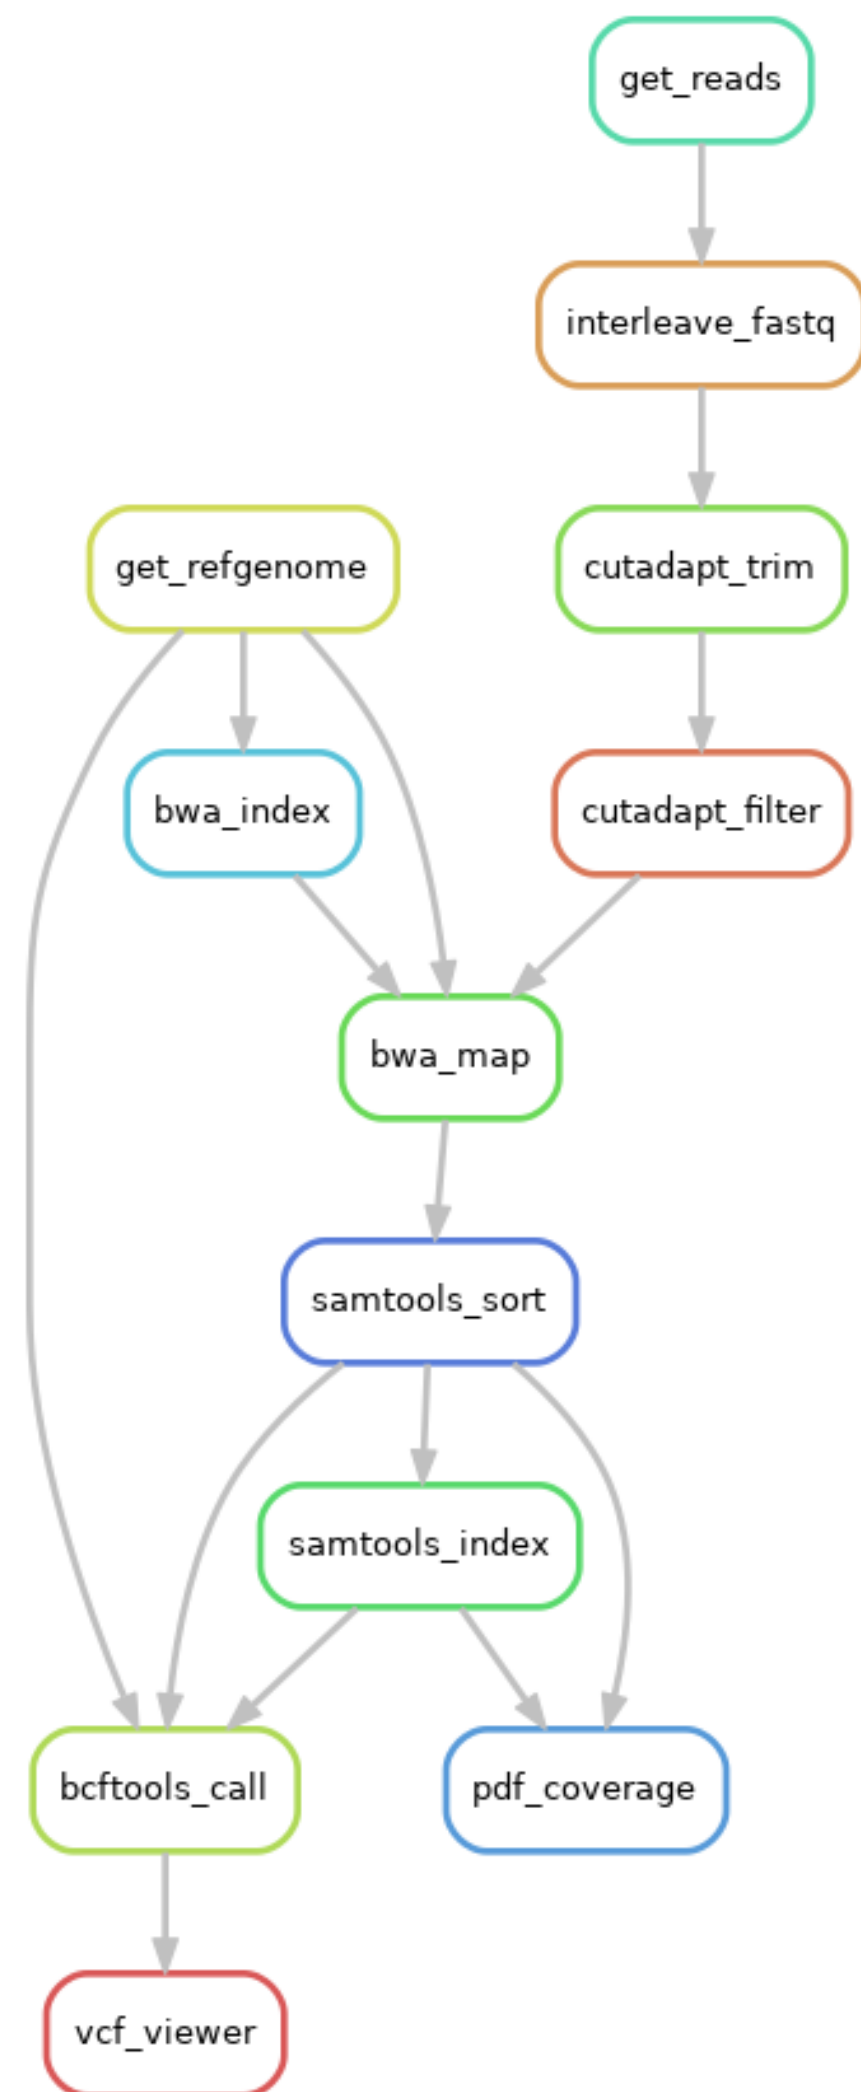 get_reads
interleave_fastq
get_refgenome
cutadapt_trim
bwa_index
cutadapt_filter
bwa_map
samtools_sort
samtools_index
bcftools_call
pdf_coverage
vcf_viewer